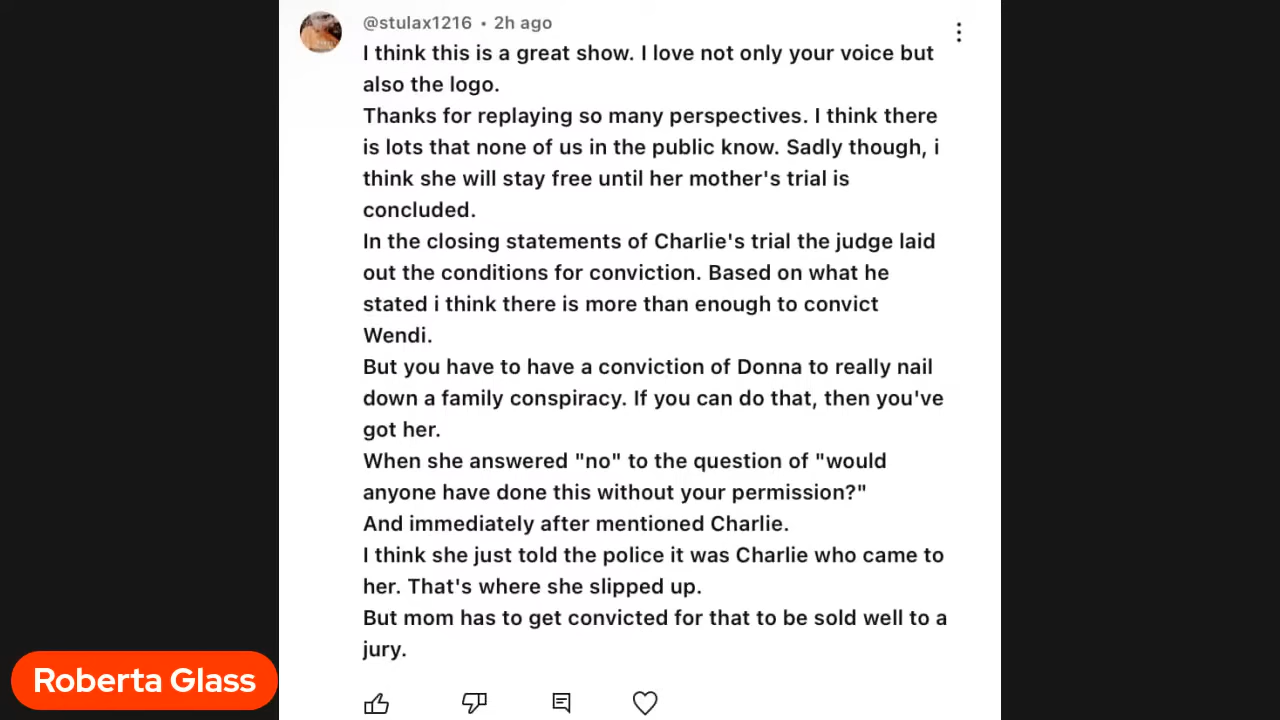 @stulax1216 • 2h ago
I think this is a great show. I love not only your voice but
also the logo.
Thanks for replaying so many perspectives. I think there
is lots that none of us in the public know. Sadly though, i
think she will stay free until her mother's trial is
concluded.
In the closing statements of Charlie's trial the judge laid
out the conditions for conviction. Based on what he
stated i think there is more than enough to convict
Wendi.
But you have to have a conviction of Donna to really nail
down a family conspiracy. If you can do that, then you've
got her.
When she answered "no" to the question of "would
anyone have done this without your permission?"
And immediately after mentioned Charlie.
I think she just told the police it was Charlie who came to
her. That's where she slipped up.
But mom has to get convicted for that to be sold well to a
jury.
Roberta Glass